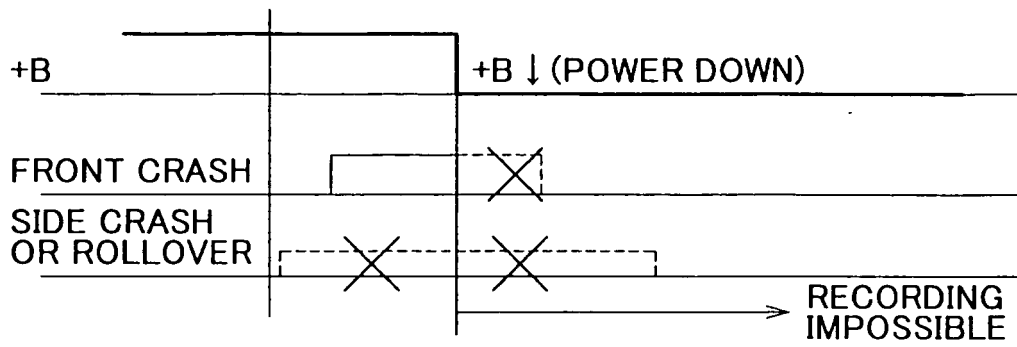 +B
+B ↓ (POWER DOWN)
FRONT CRASH
SIDE CRASH
OR ROLLOVER
RECORDING
IMPOSSIBLE